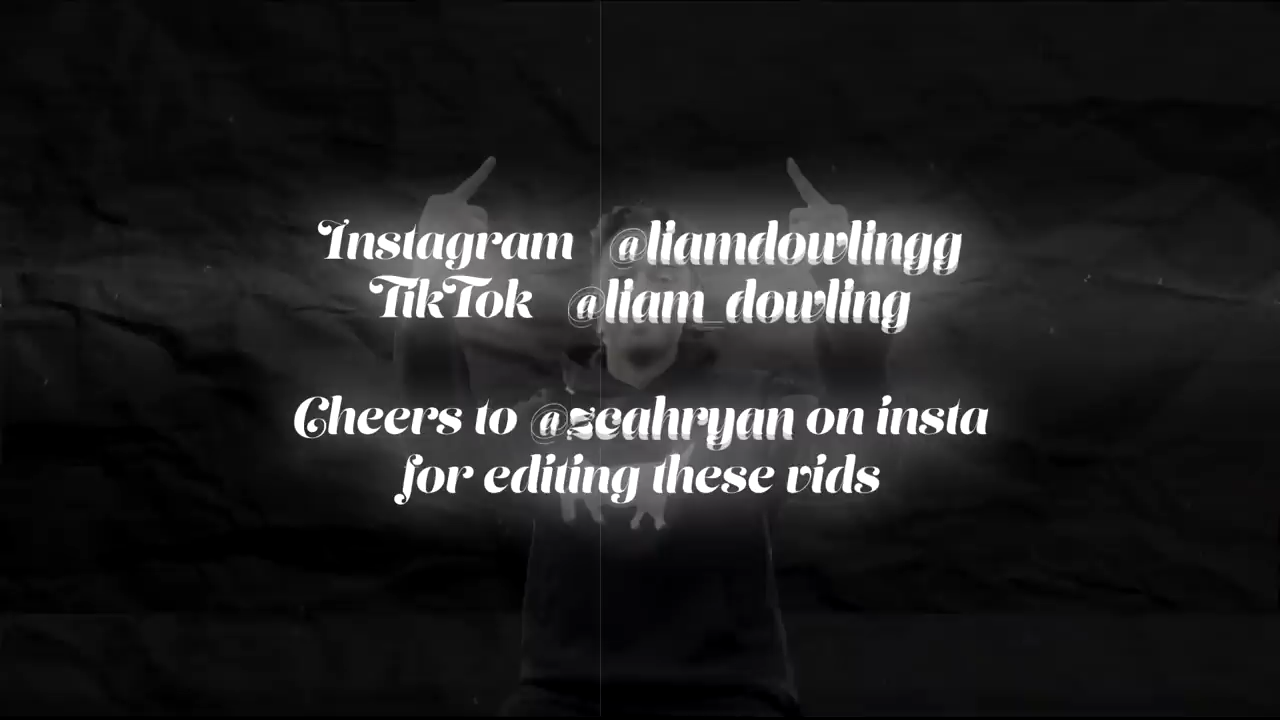 Instagram @liamdowlingg
TikTok @liam_dowling
Cheers to @zcahryan on insta
for editing these vids